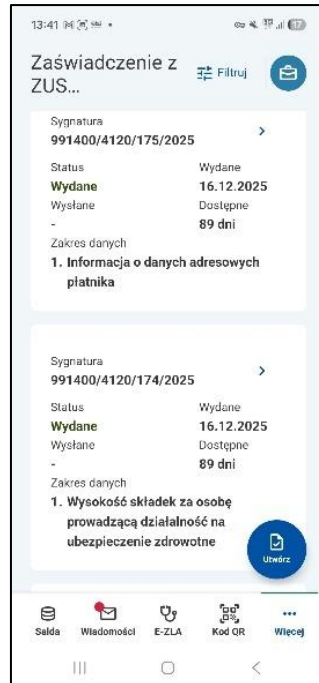 13:41
Zaświadczenie z
ZUS...
Filtruj
Sygnatura
991400/4120/175/2025
Status Wydane
Wydane 16.12.2025
Wysłane Dostępne
- 89 dni
Zakres danych
1. Informacja o danych adresowych
płatnika
Sygnatura
991400/4120/174/2025
Status Wydane
Wydane 16.12.2025
Wysłane Dostępne
- 89 dni
Zakres danych
1. Wysokość składek za osobę
prowadzącą działalność na
ubezpieczenie zdrowotne
Utwórz
Salda Wiadomości E-ZLA Kod QR Więcej